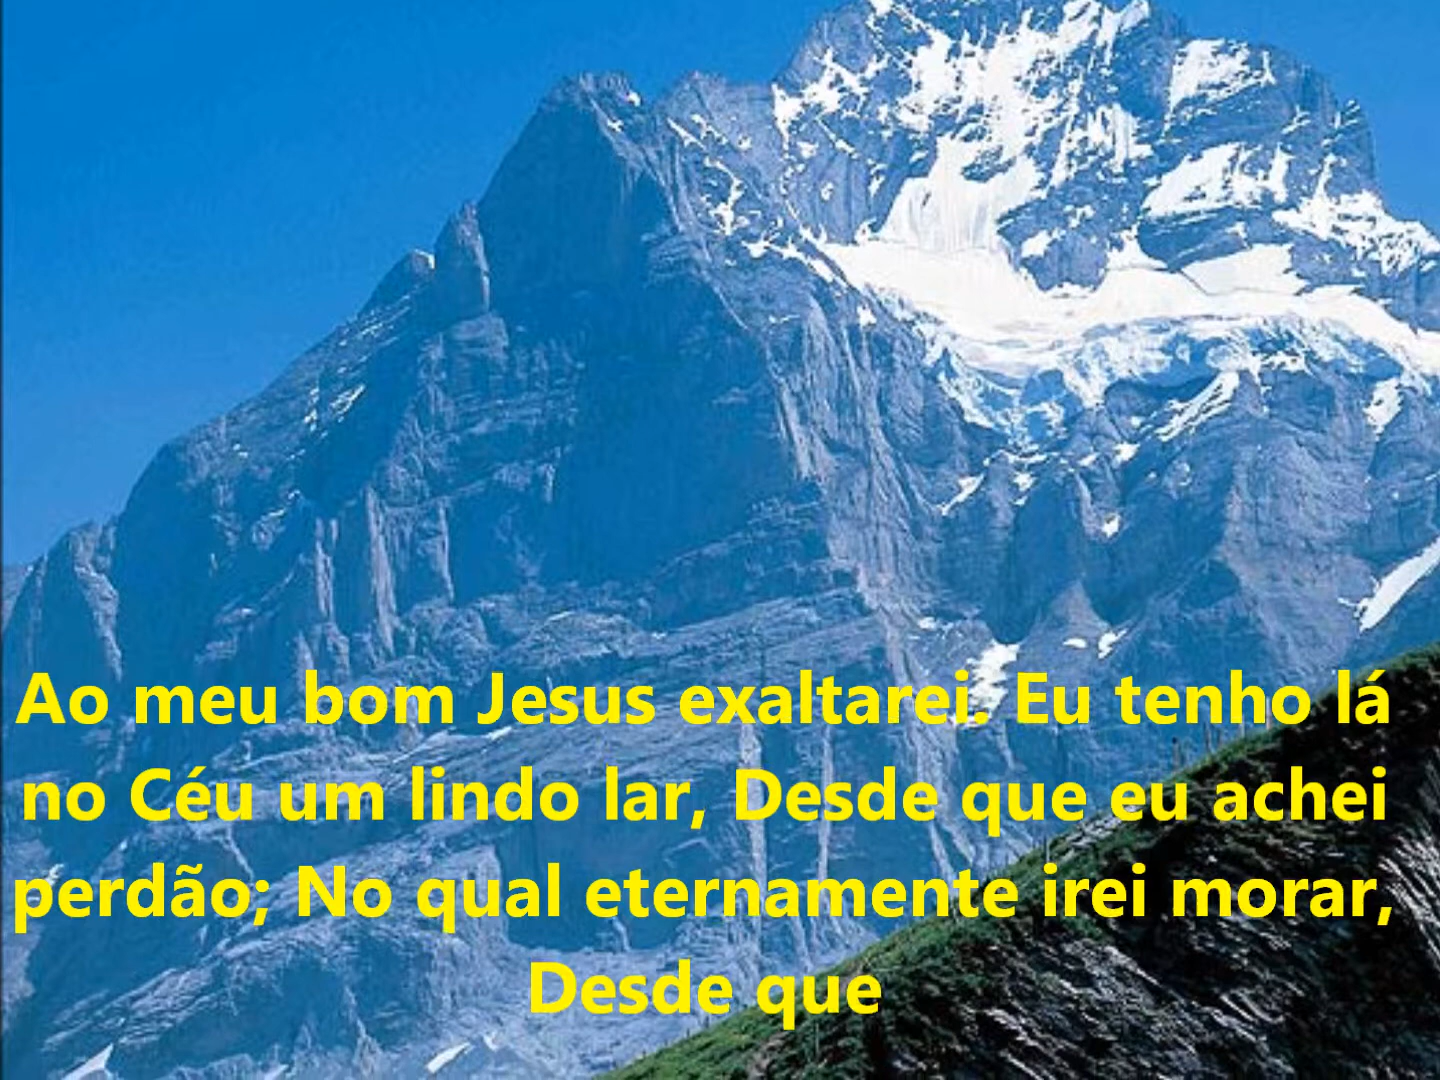 Ao meu bom Jesus exaltarei. Eu tenho lá
no Céu um lindo lar, Desde que eu achei
perdão; No qual eternamente irei morar,
Desde que